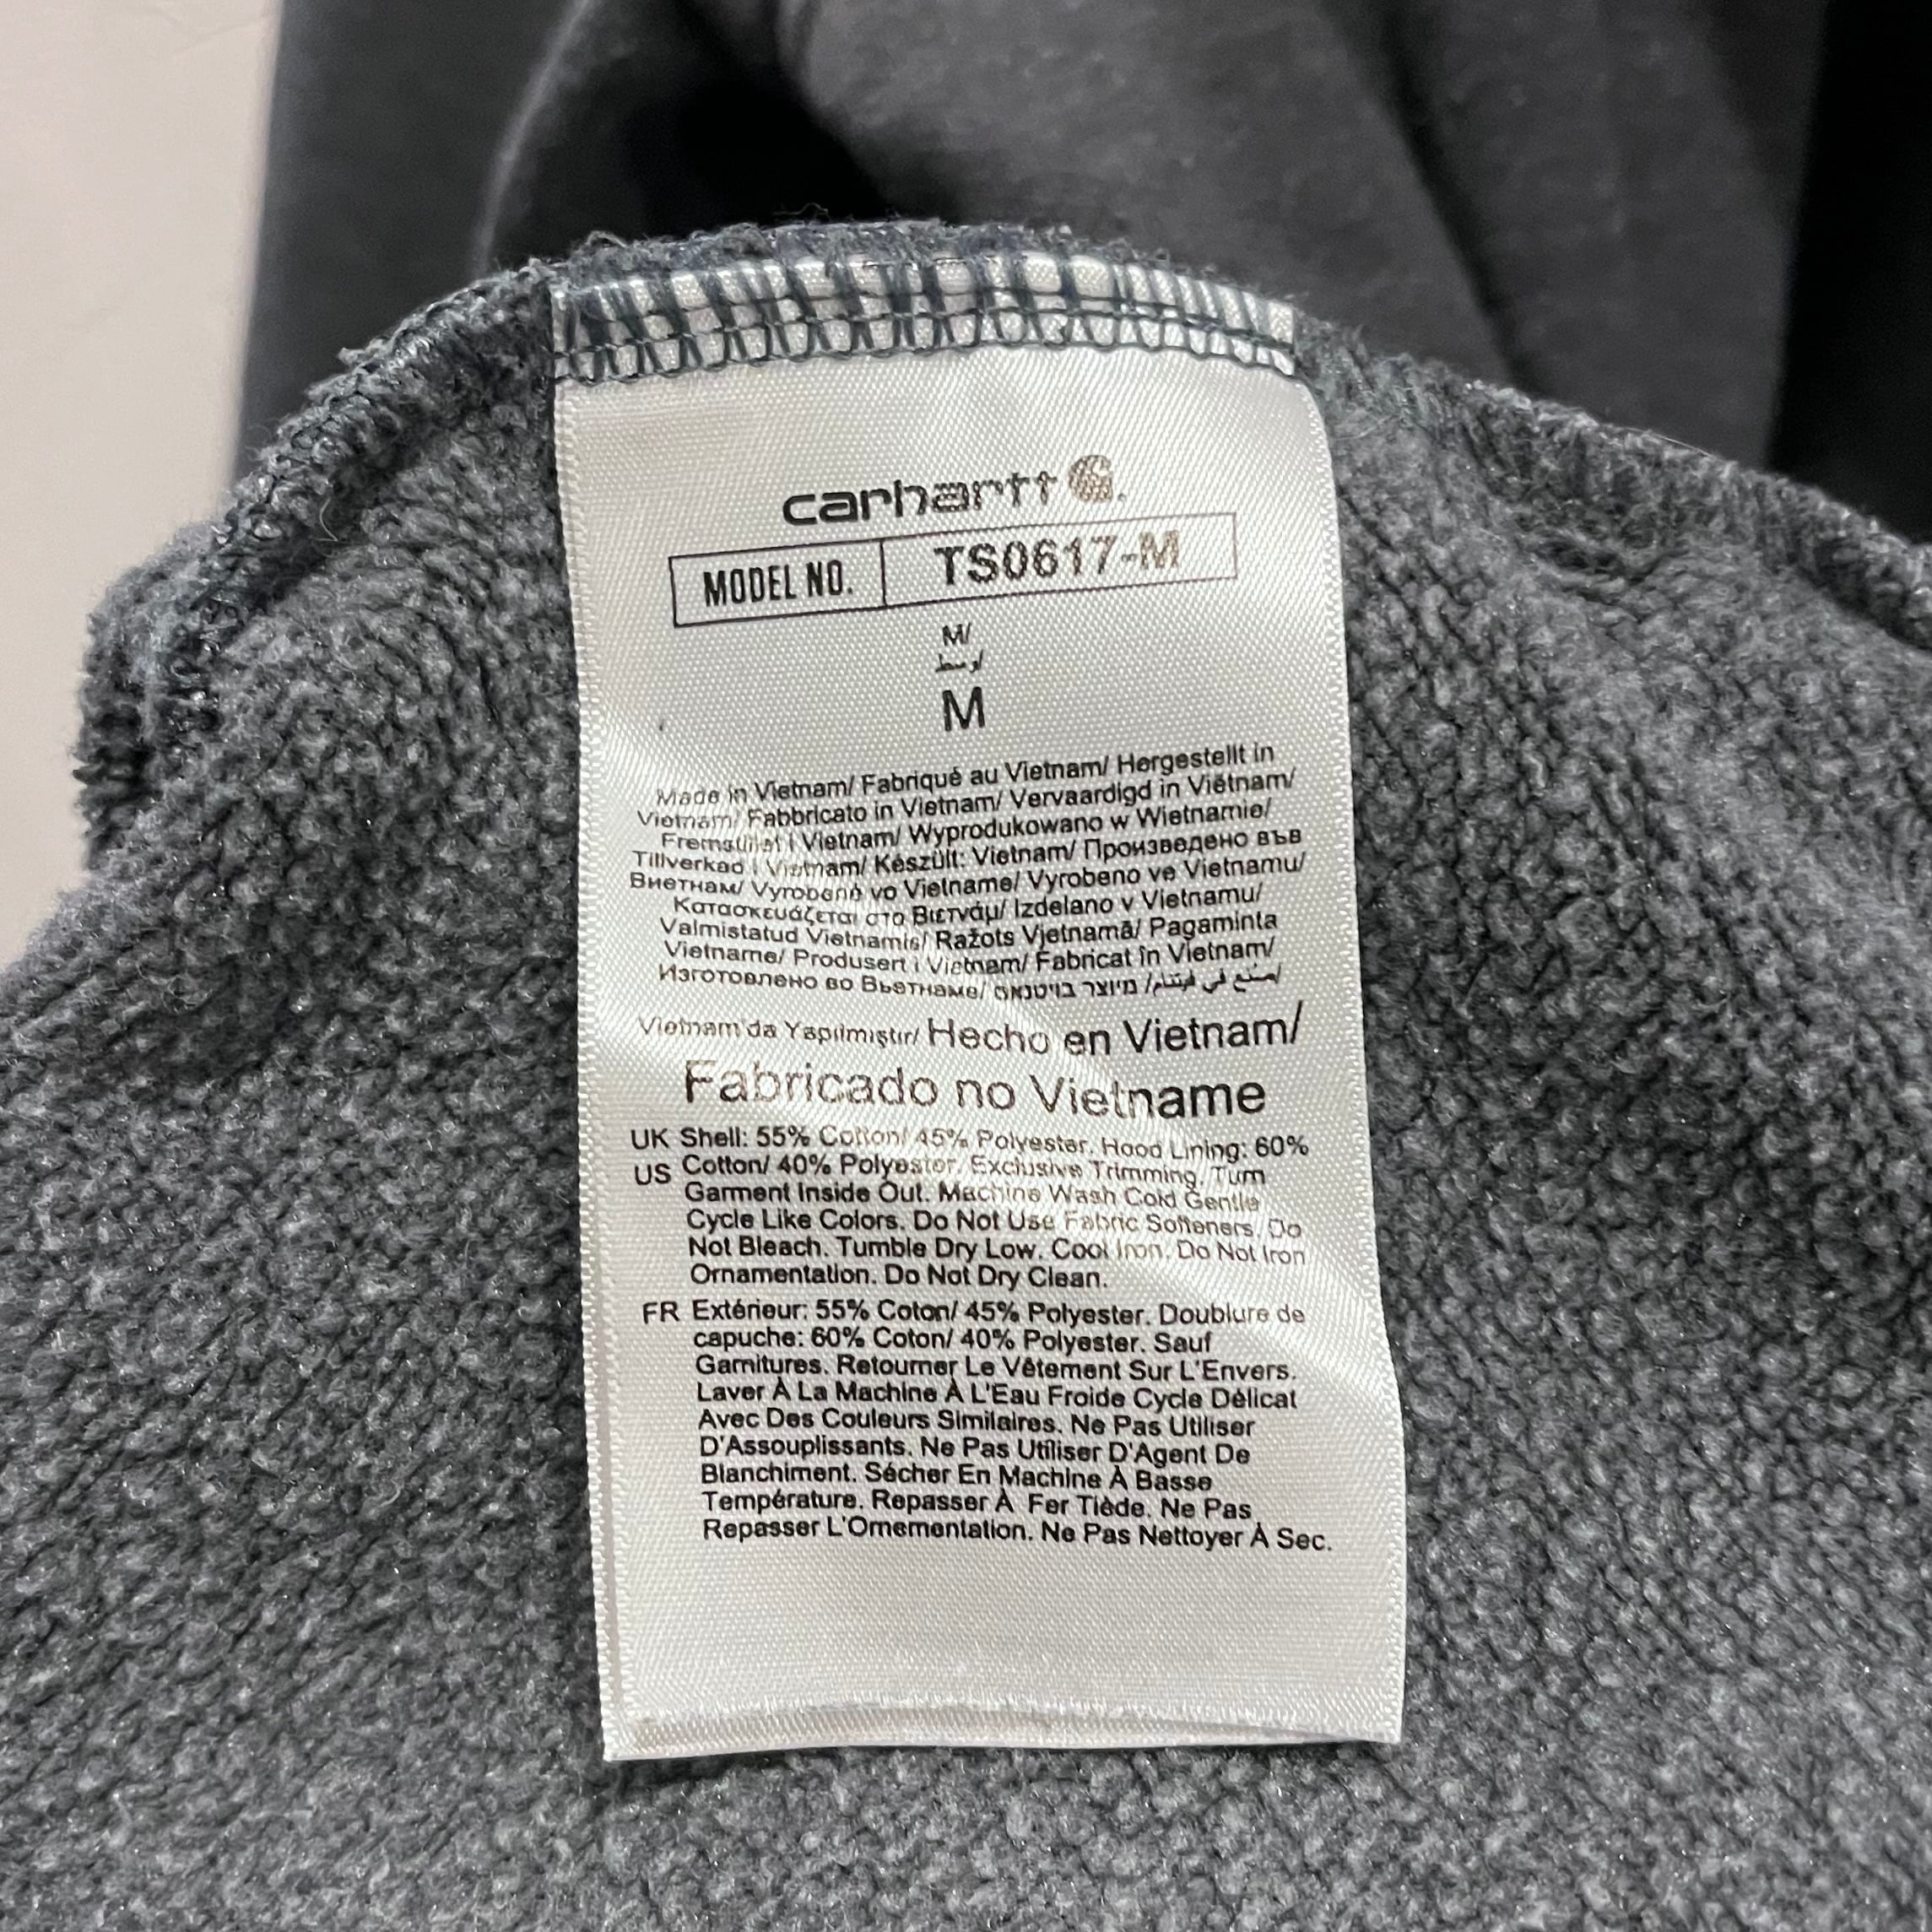 carhartt
MODEL NO. TS0617-M
M/
اوسط
M
Made in Vietnam/ Fabriqué au Vietnam/ Hergestellt in
Vietnam/ Fabbricato in Vietnam/ Vervaardigd in Viëtnam/
Fremstillet i Vietnam/ Wyprodukowano w Wietnamie/
Tillverkad i Vietnam/ Készült: Vietnam/ Произведено във
Виетнам/ Vyrobené vo Vietname/ Vyrobeno ve Vietnamu/
Κατασκευάζεται στο Βιετνάμ/ Izdelano v Vietnamu/
Valmistatud Vietnamis/ Ražots Vjetnamā/ Pagaminta
Vietname/ Produsert i Vietnam/ Fabricat în Vietnam/
Изготовлено во Вьетнаме/ מיוצר בוייטנאם/ صنع في فيتنام/
Vietnam'da Yapılmıştır/ Hecho en Vietnam/
Fabricado no Vietname
UK Shell: 55% Cotton/ 45% Polyester. Hood Lining: 60%
US Cotton/ 40% Polyester. Exclusive Trimming. Turn
Garment Inside Out. Machine Wash Cold Gentle
Cycle Like Colors. Do Not Use Fabric Softeners. Do
Not Bleach. Tumble Dry Low. Cool Iron. Do Not Iron
Ornamentation. Do Not Dry Clean.
FR Extérieur: 55% Coton/ 45% Polyester. Doublure de
capuche: 60% Coton/ 40% Polyester. Sauf
Garnitures. Retourner Le Vêtement Sur L'Envers.
Laver À La Machine À L'Eau Froide Cycle Délicat
Avec Des Couleurs Similaires. Ne Pas Utiliser
D'Assouplissants. Ne Pas Utiliser D'Agent De
Blanchiment. Sécher En Machine À Basse
Température. Repasser À Fer Tiède. Ne Pas
Repasser L'Ornementation. Ne Pas Nettoyer À Sec.